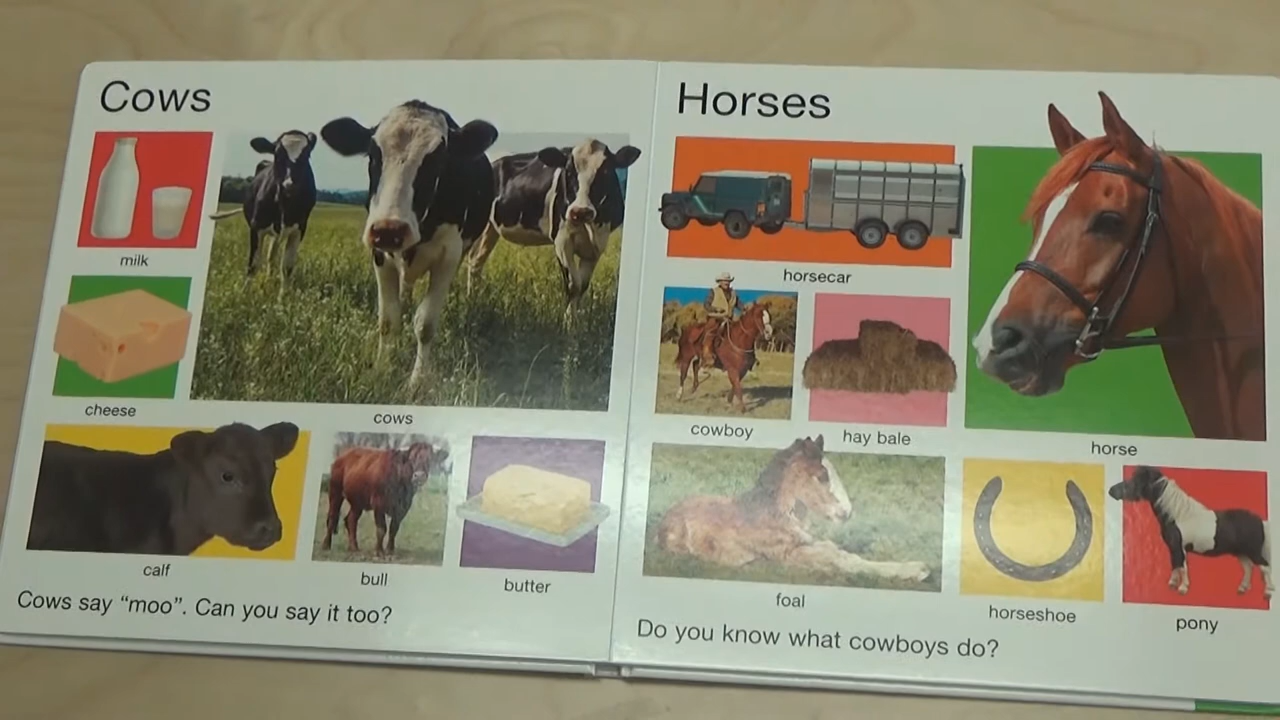 Cows
milk
cheese
cows
calf
bull
butter
Cows say “moo”. Can you say it too?
Horses
horsecar
cowboy
hay bale
horse
foal
horseshoe
pony
Do you know what cowboys do?